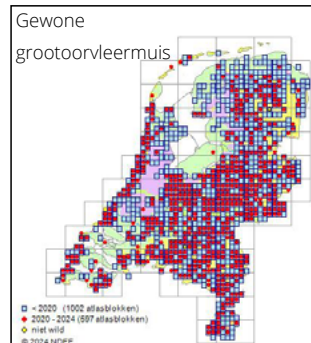 Gewone
grootoorvleermuis
< 2020 (1002 atlasblokken)
2020 - 2024 (597 atlasblokken)
niet wild
© 2024 NDFF